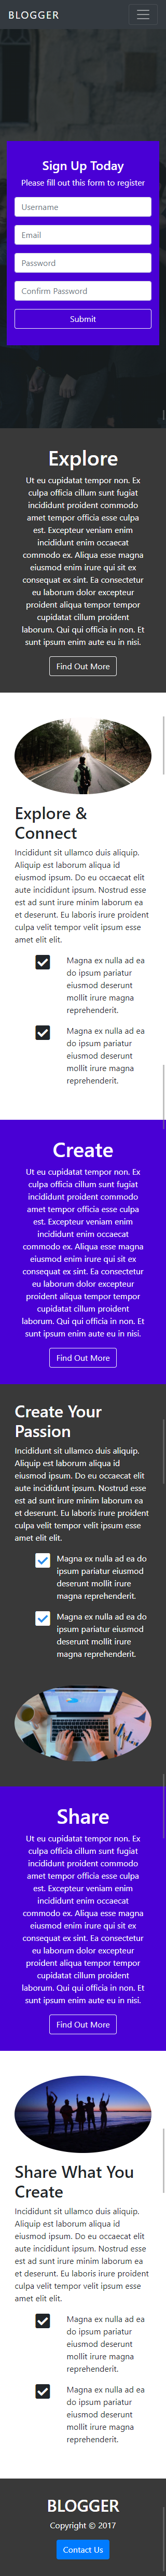 BLOGGER
Sign Up Today
Please fill out this form to register
Username
Email
Password
Confirm Password
Submit
Explore
Ut eu cupidatat tempor non. Ex
culpa officia cillum sunt fugiat
incididunt proident commodo
amet tempor officia esse culpa
est. Excepteur veniam enim
incididunt enim occaecat
commodo ex. Aliqua esse magna
eiusmod enim irure qui sit ex
consequat ex sint. Ea consectetur
eu laborum dolor excepteur
proident aliqua tempor tempor
cupidatat cillum proident
laborum. Qui qui officia in non. Et
sunt ipsum enim aute eu in nisi.
Find Out More
Explore &
Connect
Incididunt sit ullamco duis aliquip.
Aliquip est laborum aliqua id
eiusmod ipsum. Do eu occaecat elit
aute incididunt ipsum. Nostrud esse
est ad sunt irure minim laborum ea
et deserunt. Eu laboris irure proident
culpa velit tempor velit ipsum esse
amet elit elit.
Magna ex nulla ad ea
do ipsum pariatur
eiusmod deserunt
mollit irure magna
reprehenderit.
Magna ex nulla ad ea
do ipsum pariatur
eiusmod deserunt
mollit irure magna
reprehenderit.
Create
Ut eu cupidatat tempor non. Ex
culpa officia cillum sunt fugiat
incididunt proident commodo
amet tempor officia esse culpa
est. Excepteur veniam enim
incididunt enim occaecat
commodo ex. Aliqua esse magna
eiusmod enim irure qui sit ex
consequat ex sint. Ea consectetur
eu laborum dolor excepteur
proident aliqua tempor tempor
cupidatat cillum proident
laborum. Qui qui officia in non. Et
sunt ipsum enim aute eu in nisi.
Find Out More
Create Your
Passion
Incididunt sit ullamco duis aliquip.
Aliquip est laborum aliqua id
eiusmod ipsum. Do eu occaecat elit
aute incididunt ipsum. Nostrud esse
est ad sunt irure minim laborum ea
et deserunt. Eu laboris irure proident
culpa velit tempor velit ipsum esse
amet elit elit.
Magna ex nulla ad ea do
ipsum pariatur eiusmod
deserunt mollit irure
magna reprehenderit.
Magna ex nulla ad ea do
ipsum pariatur eiusmod
deserunt mollit irure
magna reprehenderit.
Share
Ut eu cupidatat tempor non. Ex
culpa officia cillum sunt fugiat
incididunt proident commodo
amet tempor officia esse culpa
est. Excepteur veniam enim
incididunt enim occaecat
commodo ex. Aliqua esse magna
eiusmod enim irure qui sit ex
consequat ex sint. Ea consectetur
eu laborum dolor excepteur
proident aliqua tempor tempor
cupidatat cillum proident
laborum. Qui qui officia in non. Et
sunt ipsum enim aute eu in nisi.
Find Out More
Share What You
Create
Incididunt sit ullamco duis aliquip.
Aliquip est laborum aliqua id
eiusmod ipsum. Do eu occaecat elit
aute incididunt ipsum. Nostrud esse
est ad sunt irure minim laborum ea
et deserunt. Eu laboris irure proident
culpa velit tempor velit ipsum esse
amet elit elit.
Magna ex nulla ad ea
do ipsum pariatur
eiusmod deserunt
mollit irure magna
reprehenderit.
Magna ex nulla ad ea
do ipsum pariatur
eiusmod deserunt
mollit irure magna
reprehenderit.
BLOGGER
Copyright © 2017
Contact Us